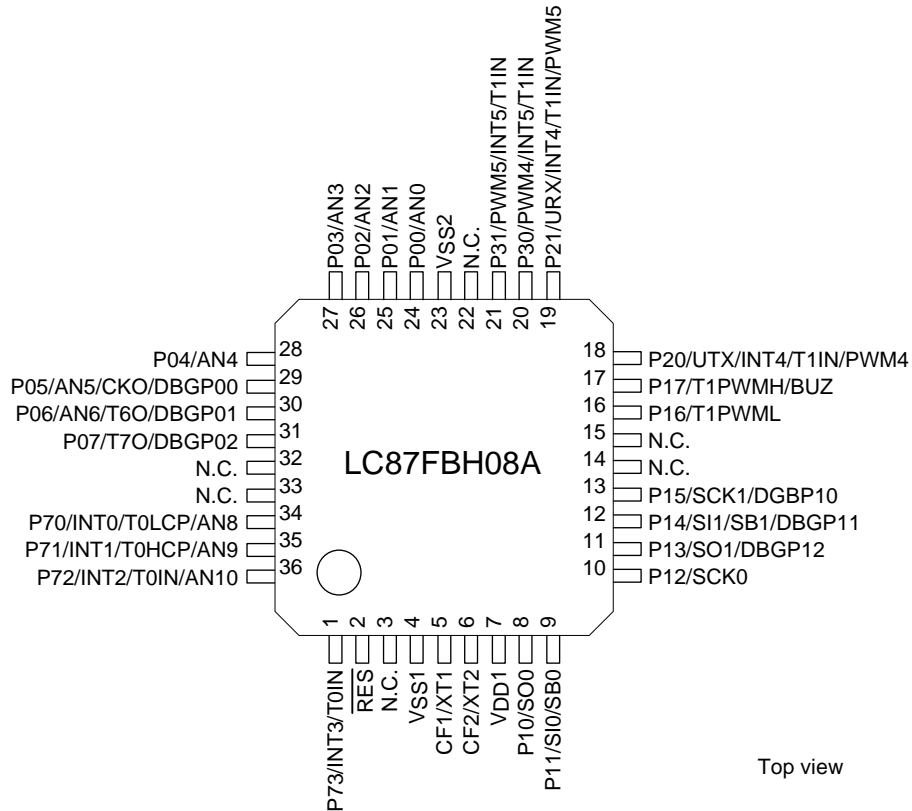 P03/AN3
P02/AN2
P01/AN1
P00/AN0
VSS2
N.C.
P31/PWM5/INT5/T1IN
P30/PWM4/INT5/T1IN
P21/URX/INT4/T1IN/PWM5
27
26
25
24
23
22
21
20
19
P04/AN4 28
P05/AN5/CKO/DBGP00 29
P06/AN6/T6O/DBGP01 30
P07/T7O/DBGP02 31
N.C. 32
N.C. 33
P70/INT0/T0LCP/AN8 34
P71/INT1/T0HCP/AN9 35
P72/INT2/T0IN/AN10 36
LC87FBH08A
18 P20/UTX/INT4/T1IN/PWM4
17 P17/T1PWMH/BUZ
16 P16/T1PWML
15 N.C.
14 N.C.
13 P15/SCK1/DGBP10
12 P14/SI1/SB1/DBGP11
11 P13/SO1/DBGP12
10 P12/SCK0
1
2
3
4
5
6
7
8
9
P73/INT3/T0IN
RES
N.C.
VSS1
CF1/XT1
CF2/XT2
VDD1
P10/SO0
P11/SI0/SB0
Top view